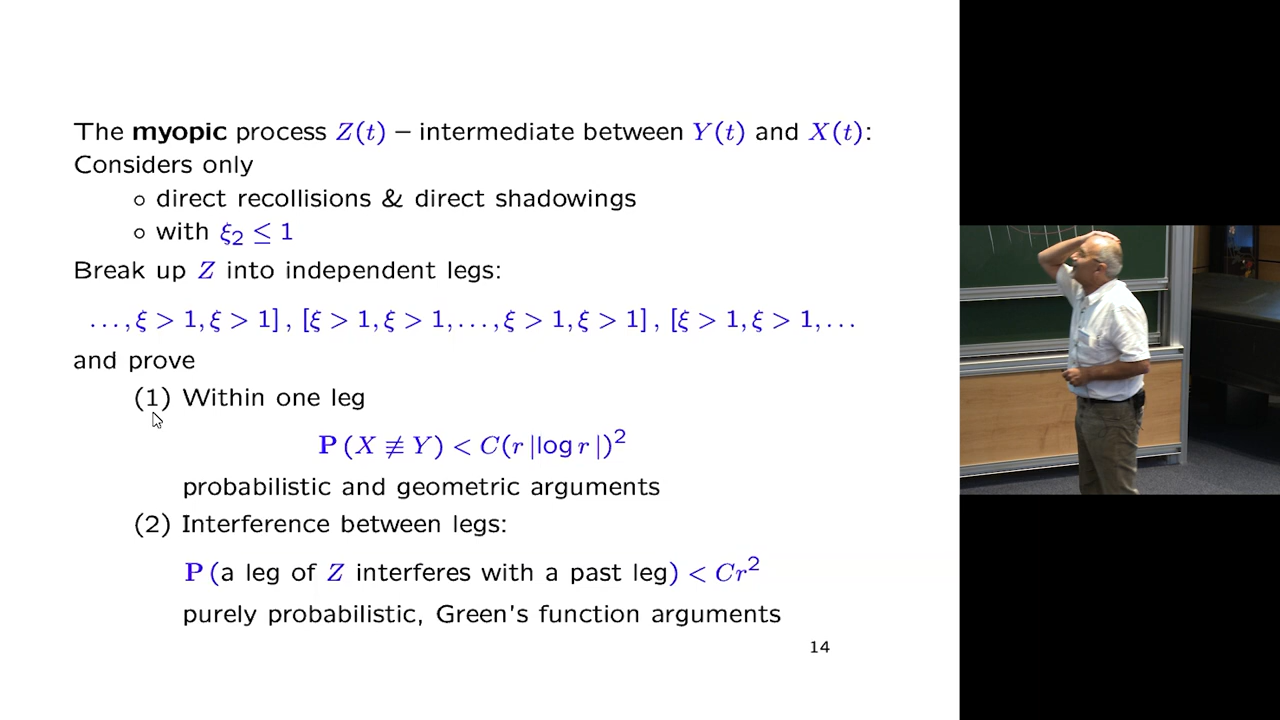 The myopic process Z(t) – intermediate between Y(t) and X(t):
Considers only
○ direct recollisions & direct shadowings
○ with ξ₂ ≤ 1
Break up Z into independent legs:
..., ξ > 1, ξ > 1], [ξ > 1, ξ > 1, ..., ξ > 1, ξ > 1], [ξ > 1, ξ > 1, ...
and prove
(1) Within one leg
P(X ≢ Y) < C(r |log r|)²
probabilistic and geometric arguments
(2) Interference between legs:
P(a leg of Z interferes with a past leg) < Cr²
purely probabilistic, Green's function arguments
14